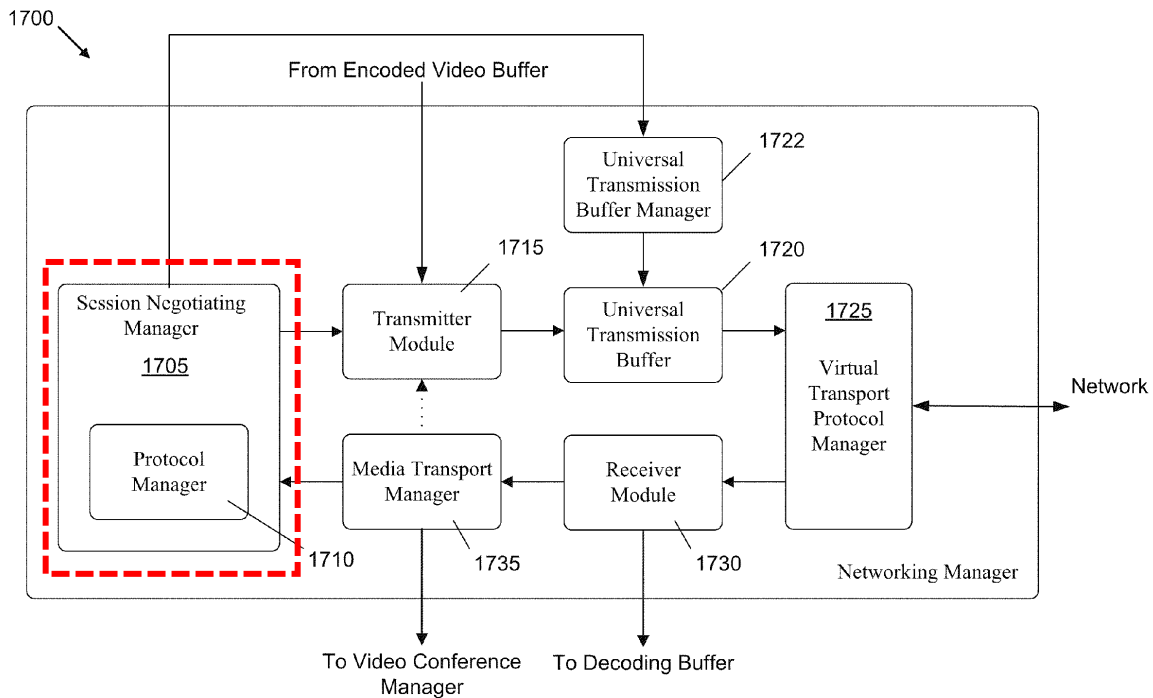 1700
From Encoded Video Buffer
Universal
Transmission
Buffer Manager
1722
1715
1720
Session Negotiating
Manager
1705
Transmitter
Module
Universal
Transmission
Buffer
1725
Virtual
Transport
Protocol
Manager
Network
Protocol
Manager
1710
Media Transport
Manager
1735
Receiver
Module
1730
Networking Manager
To Video Conference
Manager
To Decoding Buffer